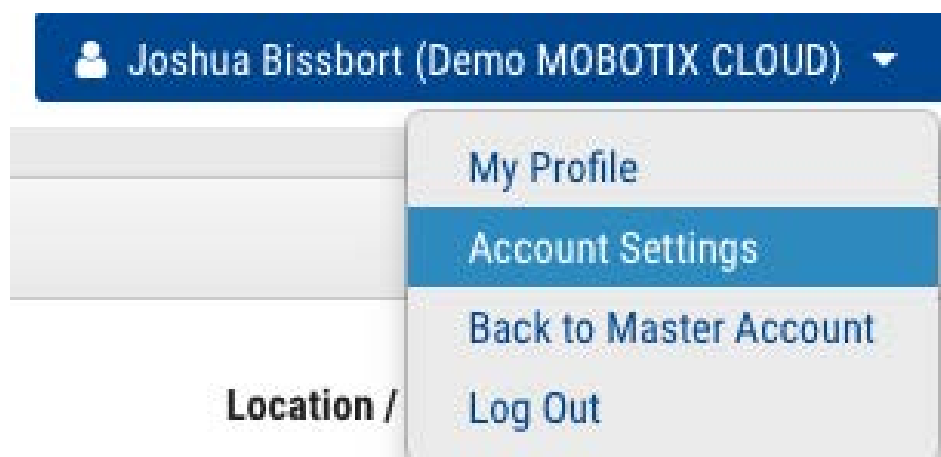 Joshua Bissbort (Demo MOBOTIX CLOUD)
My Profile
Account Settings
Back to Master Account
Location /
Log Out